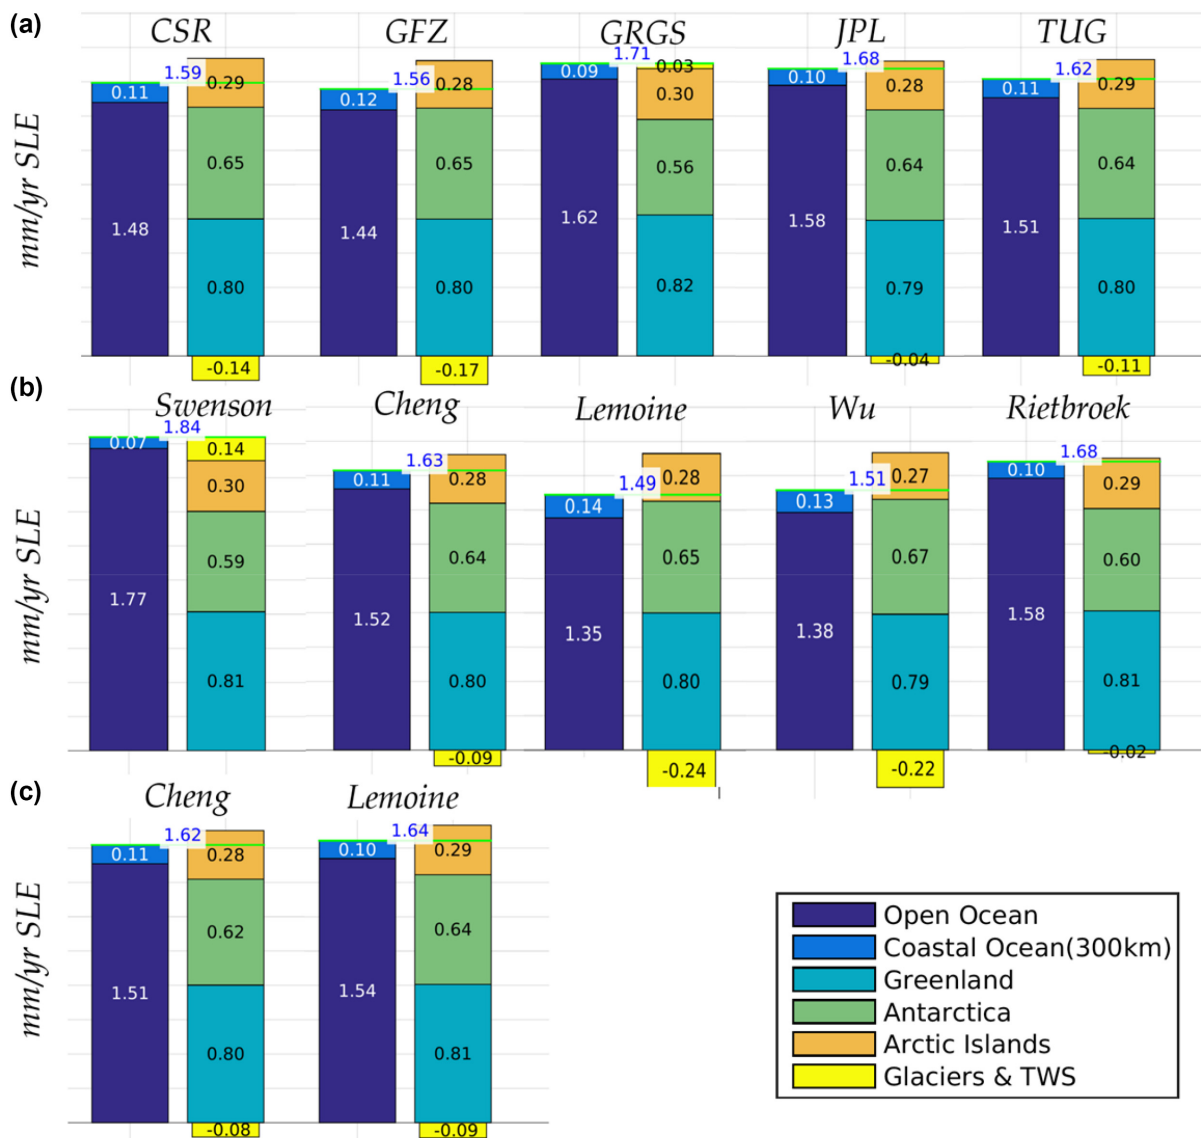 (a)
CSR GFZ GRGS JPL TUG
mm/yr SLE
1.59 1.56 1.71 1.68 1.62
0.11 0.29 0.12 0.28 0.09 0.03 0.10 0.28 0.11 0.29
0.30
0.65 0.65 0.56 0.64 0.64
1.48 1.44 1.62 1.58 1.51
0.80 0.80 0.82 0.79 0.80
-0.14 -0.17 -0.04 -0.11
(b)
Swenson Cheng Lemoine Wu Rietbroek
mm/yr SLE
1.84 1.63 1.49 1.51 1.68
0.07 0.14 0.11 0.28 0.14 0.28 0.13 0.27 0.10 0.29
0.30
0.59 0.64 0.65 0.67 0.60
1.77 1.52 1.35 1.38 1.58
0.81 0.80 0.80 0.79 0.81
-0.09 -0.24 -0.22 -0.02
(c)
Cheng Lemoine
mm/yr SLE
1.62 1.64
0.11 0.28 0.10 0.29
0.62 0.64
1.51 1.54
0.80 0.81
-0.08 -0.09
Open Ocean
Coastal Ocean(300km)
Greenland
Antarctica
Arctic Islands
Glaciers & TWS